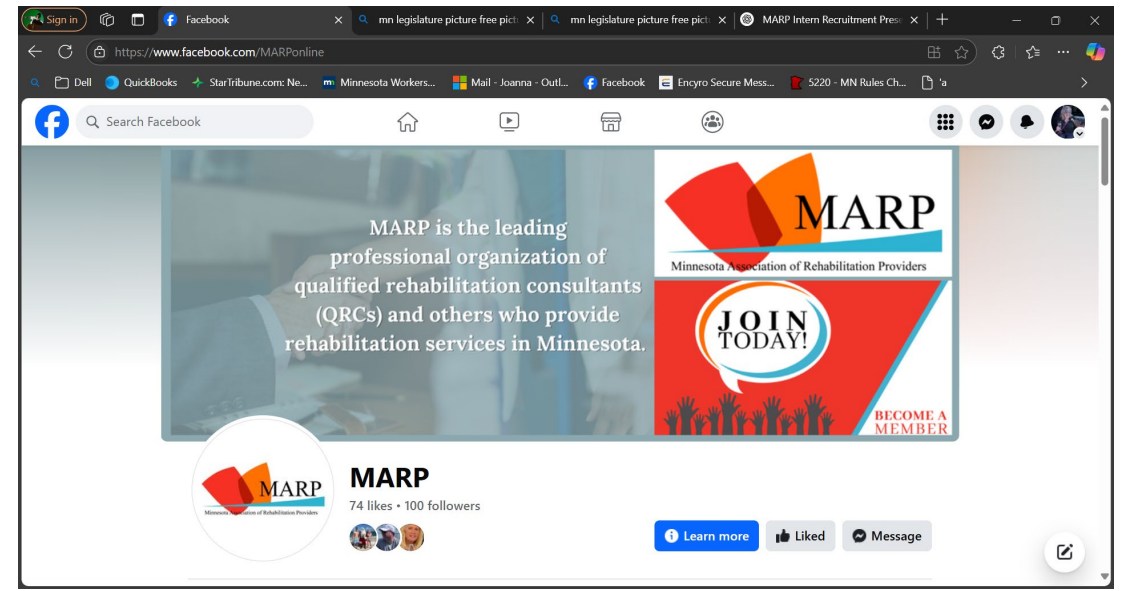 Sign in
Facebook
mn legislature picture free pictu
mn legislature picture free pictu
MARP Intern Recruitment Prese
https://www.facebook.com/MARPonline
Dell
QuickBooks
StarTribune.com: Ne...
Minnesota Workers...
Mail - Joanna - Outl...
Facebook
Encyro Secure Mess...
5220 - MN Rules Ch...
'a
Search Facebook
MARP is the leading
professional organization of
qualified rehabilitation consultants
(QRCs) and others who provide
rehabilitation services in Minnesota.
MARP
Minnesota Association of Rehabilitation Providers
JOIN
TODAY!
BECOME A
MEMBER
MARP
Minnesota Association of Rehabilitation Providers
MARP
74 likes • 100 followers
Learn more
Liked
Message